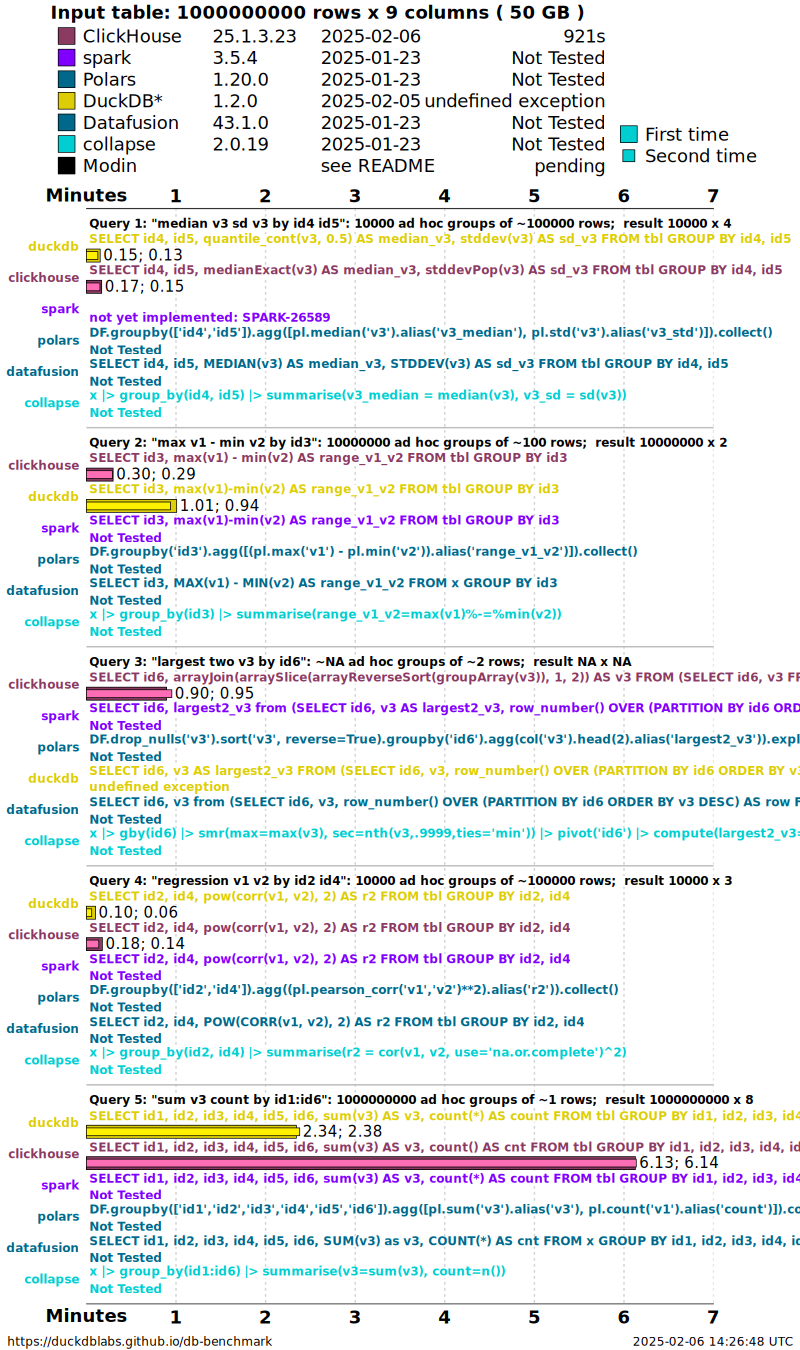 Input table: 1000000000 rows x 9 columns ( 50 GB )
ClickHouse 25.1.3.23 2025-02-06 921s
spark 3.5.4 2025-01-23 Not Tested
Polars 1.20.0 2025-01-23 Not Tested
DuckDB* 1.2.0 2025-02-05 undefined exception
Datafusion 43.1.0 2025-01-23 Not Tested
collapse 2.0.19 2025-01-23 Not Tested
Modin see README pending
First time
Second time
Minutes 1 2 3 4 5 6 7
Query 1: "median v3 sd v3 by id4 id5": 10000 ad hoc groups of ~100000 rows; result 10000 x 4
duckdb
SELECT id4, id5, quantile_cont(v3, 0.5) AS median_v3, stddev(v3) AS sd_v3 FROM tbl GROUP BY id4, id5
0.15; 0.13
clickhouse
SELECT id4, id5, medianExact(v3) AS median_v3, stddevPop(v3) AS sd_v3 FROM tbl GROUP BY id4, id5
0.17; 0.15
spark
not yet implemented: SPARK-26589
polars
DF.groupby(['id4','id5']).agg([pl.median('v3').alias('v3_median'), pl.std('v3').alias('v3_std')]).collect()
Not Tested
datafusion
SELECT id4, id5, MEDIAN(v3) AS median_v3, STDDEV(v3) AS sd_v3 FROM tbl GROUP BY id4, id5
Not Tested
collapse
x |> group_by(id4, id5) |> summarise(v3_median = median(v3), v3_sd = sd(v3))
Not Tested
Query 2: "max v1 - min v2 by id3": 10000000 ad hoc groups of ~100 rows; result 10000000 x 2
clickhouse
SELECT id3, max(v1) - min(v2) AS range_v1_v2 FROM tbl GROUP BY id3
0.30; 0.29
duckdb
SELECT id3, max(v1)-min(v2) AS range_v1_v2 FROM tbl GROUP BY id3
1.01; 0.94
spark
SELECT id3, max(v1)-min(v2) AS range_v1_v2 FROM tbl GROUP BY id3
Not Tested
polars
DF.groupby('id3').agg([(pl.max('v1') - pl.min('v2')).alias('range_v1_v2')]).collect()
Not Tested
datafusion
SELECT id3, MAX(v1) - MIN(v2) AS range_v1_v2 FROM x GROUP BY id3
Not Tested
collapse
x |> group_by(id3) |> summarise(range_v1_v2=max(v1)%-=%min(v2))
Not Tested
Query 3: "largest two v3 by id6": ~NA ad hoc groups of ~2 rows; result NA x NA
clickhouse
SELECT id6, arrayJoin(arraySlice(arrayReverseSort(groupArray(v3)), 1, 2)) AS v3 FROM (SELECT id6, v3 FR
0.90; 0.95
spark
SELECT id6, largest2_v3 from (SELECT id6, v3 AS largest2_v3, row_number() OVER (PARTITION BY id6 ORD
Not Tested
polars
DF.drop_nulls('v3').sort('v3', reverse=True).groupby('id6').agg(col('v3').head(2).alias('largest2_v3')).expl
Not Tested
duckdb
SELECT id6, v3 AS largest2_v3 FROM (SELECT id6, v3, row_number() OVER (PARTITION BY id6 ORDER BY v3
undefined exception
datafusion
SELECT id6, v3 from (SELECT id6, v3, row_number() OVER (PARTITION BY id6 ORDER BY v3 DESC) AS row F
Not Tested
collapse
x |> gby(id6) |> smr(max=max(v3), sec=nth(v3,.9999,ties='min')) |> pivot('id6') |> compute(largest2_v3=
Not Tested
Query 4: "regression v1 v2 by id2 id4": 10000 ad hoc groups of ~100000 rows; result 10000 x 3
duckdb
SELECT id2, id4, pow(corr(v1, v2), 2) AS r2 FROM tbl GROUP BY id2, id4
0.10; 0.06
clickhouse
SELECT id2, id4, pow(corr(v1, v2), 2) AS r2 FROM tbl GROUP BY id2, id4
0.18; 0.14
spark
SELECT id2, id4, pow(corr(v1, v2), 2) AS r2 FROM tbl GROUP BY id2, id4
Not Tested
polars
DF.groupby(['id2','id4']).agg((pl.pearson_corr('v1','v2')**2).alias('r2')).collect()
Not Tested
datafusion
SELECT id2, id4, POW(CORR(v1, v2), 2) AS r2 FROM tbl GROUP BY id2, id4
Not Tested
collapse
x |> group_by(id2, id4) |> summarise(r2 = cor(v1, v2, use='na.or.complete')^2)
Not Tested
Query 5: "sum v3 count by id1:id6": 1000000000 ad hoc groups of ~1 rows; result 1000000000 x 8
duckdb
SELECT id1, id2, id3, id4, id5, id6, sum(v3) AS v3, count(*) AS count FROM tbl GROUP BY id1, id2, id3, id4
2.34; 2.38
clickhouse
SELECT id1, id2, id3, id4, id5, id6, sum(v3) AS v3, count() AS cnt FROM tbl GROUP BY id1, id2, id3, id4, id
6.13; 6.14
spark
SELECT id1, id2, id3, id4, id5, id6, sum(v3) AS v3, count(*) AS count FROM tbl GROUP BY id1, id2, id3, id4
Not Tested
polars
DF.groupby(['id1','id2','id3','id4','id5','id6']).agg([pl.sum('v3').alias('v3'), pl.count('v1').alias('count')]).co
Not Tested
datafusion
SELECT id1, id2, id3, id4, id5, id6, SUM(v3) as v3, COUNT(*) AS cnt FROM x GROUP BY id1, id2, id3, id4, id
Not Tested
collapse
x |> group_by(id1:id6) |> summarise(v3=sum(v3), count=n())
Not Tested
Minutes 1 2 3 4 5 6 7
https://duckdblabs.github.io/db-benchmark
2025-02-06 14:26:48 UTC